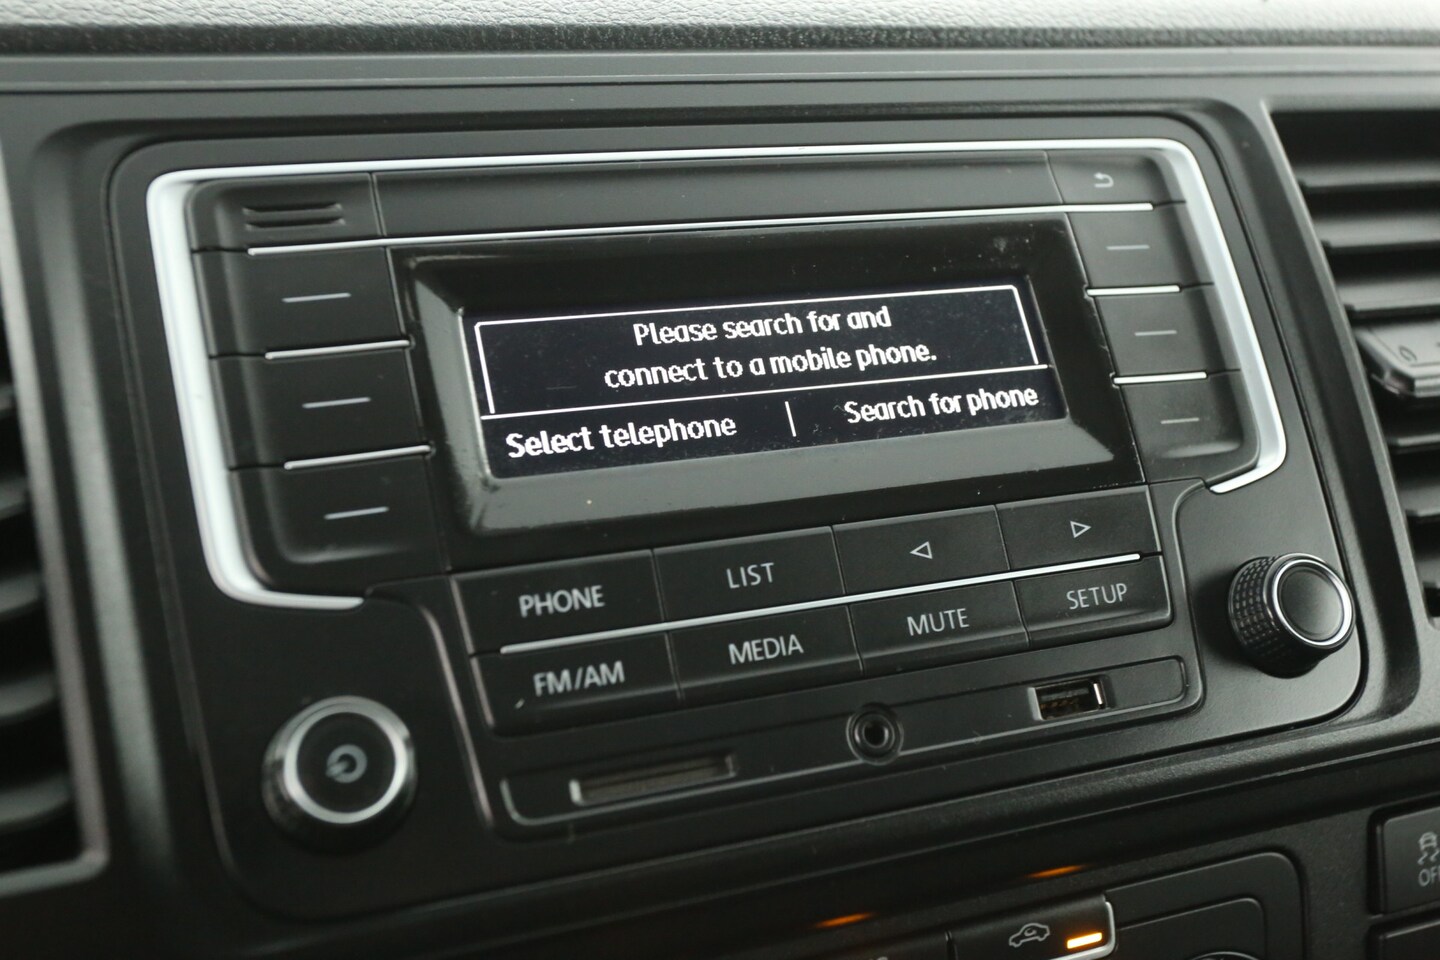 Please search for and
connect to a mobile phone.
Select telephone | Search for phone
PHONE LIST
FM/AM MEDIA MUTE SETUP
OFF